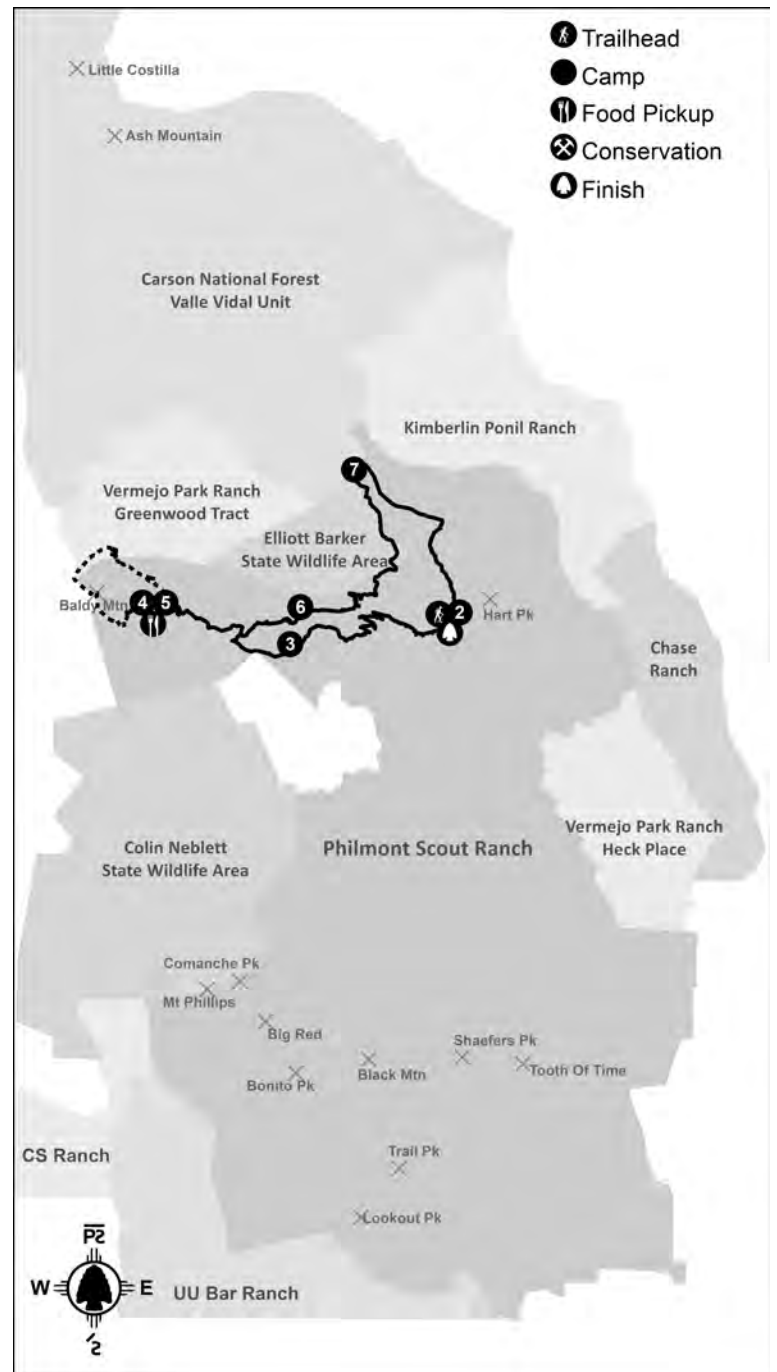 Trailhead
Camp
Food Pickup
Conservation
Finish
Little Costilla
Ash Mountain
Carson National Forest
Valle Vidal Unit
Kimberlin Ponil Ranch
7
Vermejo Park Ranch
Greenwood Tract
Elliott Barker
State Wildlife Area
Baldy Mtn
4
5
6
3
2
Hart Pk
Chase
Ranch
Colin Neblett
State Wildlife Area
Philmont Scout Ranch
Vermejo Park Ranch
Heck Place
Comanche Pk
Mt Phillips
Big Red
Bonito Pk
Black Mtn
Shaefers Pk
Tooth Of Time
CS Ranch
Trail Pk
Lookout Pk
W
E
UU Bar Ranch